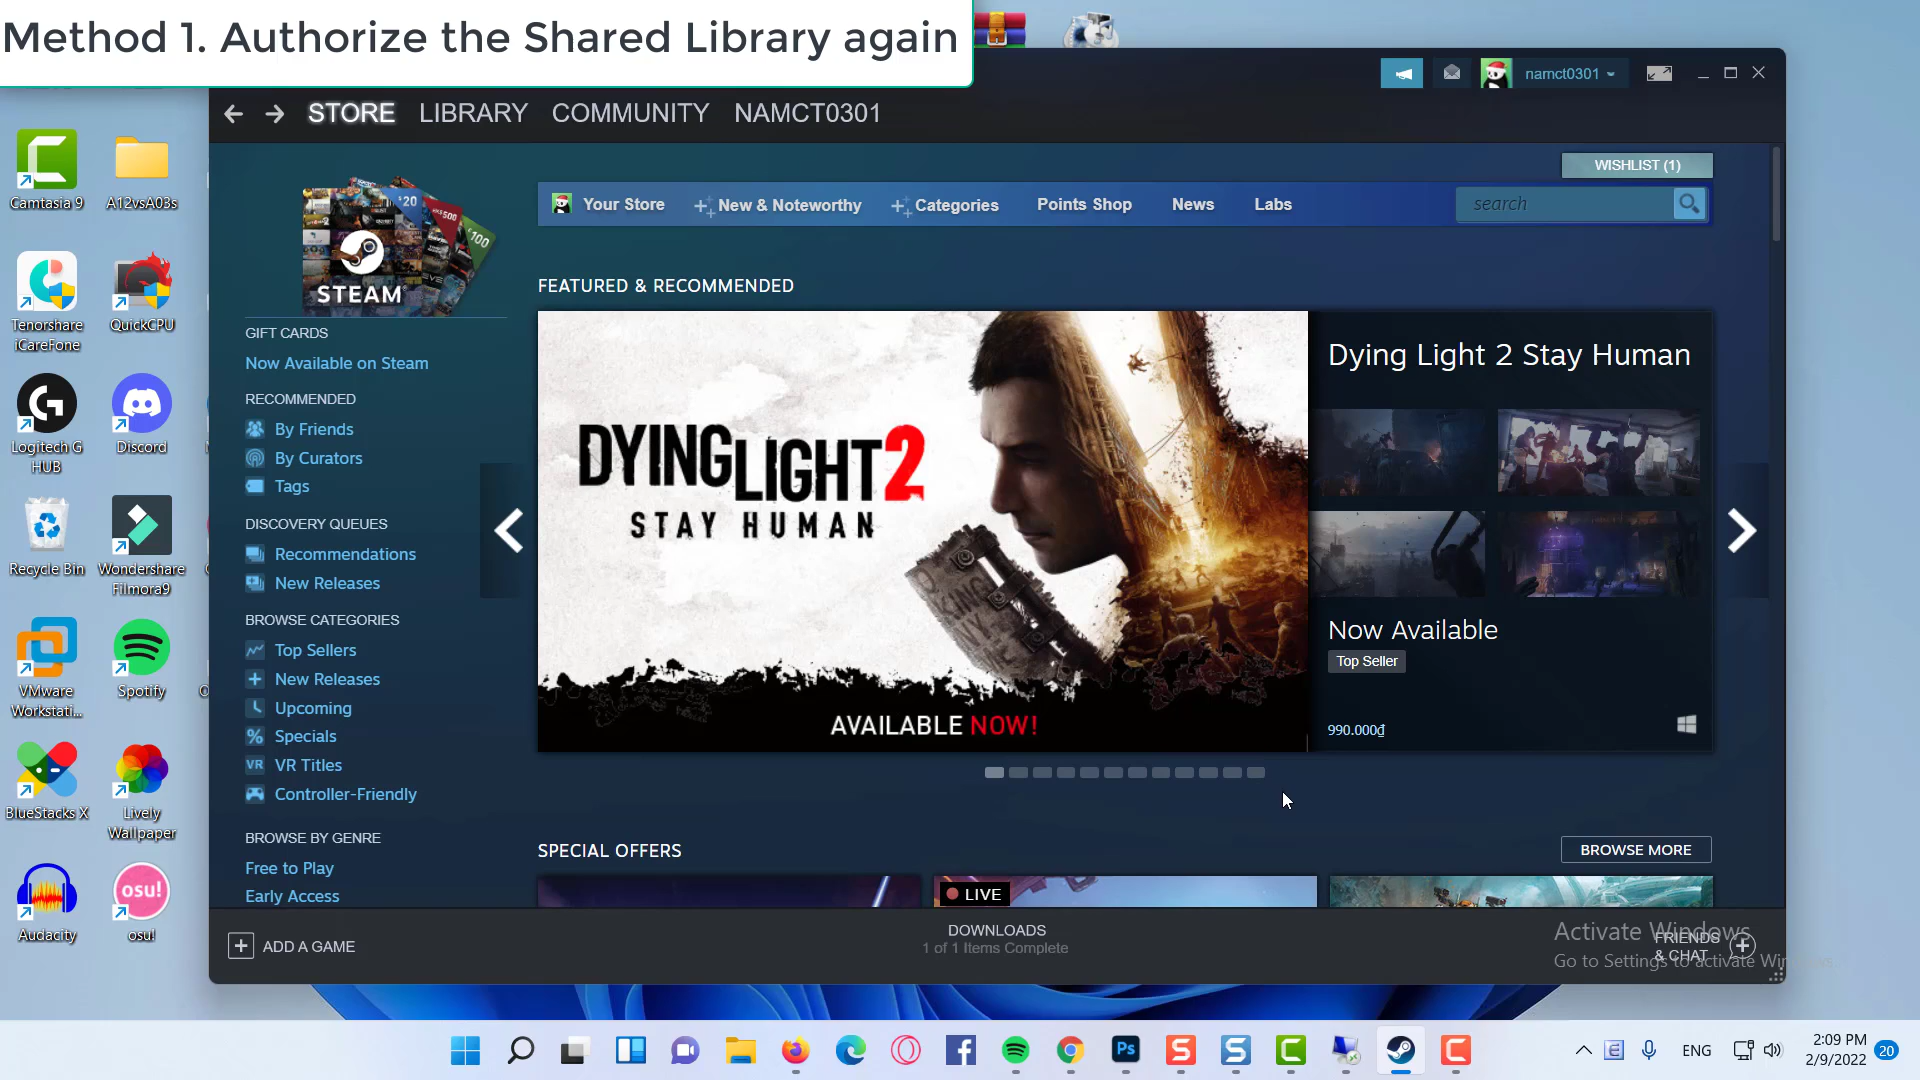 Method 1. Authorize the Shared Library again
namct0301
STORE LIBRARY COMMUNITY NAMCT0301
WISHLIST (1)
Your Store New & Noteworthy Categories Points Shop News Labs
search
STEAM
$20
100
GIFT CARDS
Now Available on Steam
RECOMMENDED
By Friends
By Curators
Tags
DISCOVERY QUEUES
Recommendations
New Releases
BROWSE CATEGORIES
Top Sellers
New Releases
Upcoming
Specials
VR VR Titles
Controller-Friendly
BROWSE BY GENRE
Free to Play
Early Access
FEATURED & RECOMMENDED
DYING LIGHT 2
STAY HUMAN
AVAILABLE NOW!
Dying Light 2 Stay Human
Now Available
Top Seller
990.000₫
SPECIAL OFFERS
BROWSE MORE
LIVE
ADD A GAME
DOWNLOADS
1 of 1 Items Complete
FRIENDS
& CHAT
Activate Windows
Go to Settings to activate
Camtasia 9
A12vsA03s
Tenorshare
iCareFone
QuickCPU
Logitech G
HUB
Discord
Recycle Bin
Wondershare
Filmora9
VMware
Workstati...
Spotify
BlueStacks X
Lively
Wallpaper
Audacity
osu!
osu!
Ps
ENG
2:09 PM
2/9/2022
20